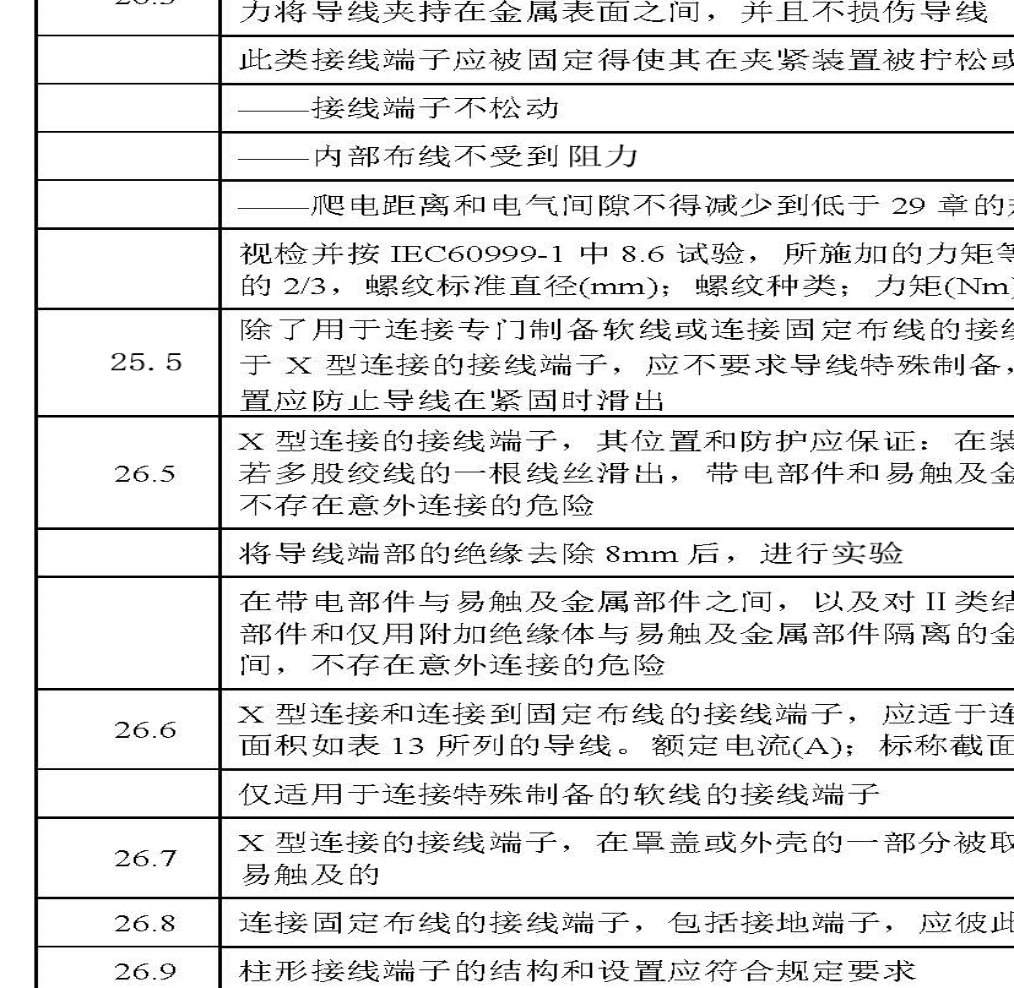 力将导线夹持在金属表面之间，并且不损伤导线
此类接线端子应被固定得使其在夹紧装置被拧松或
——接线端子不松动
——内部布线不受到阻力
——爬电距离和电气间隙不得减少到低于 29 章的
视检并按 IEC60999-1 中 8.6 试验，所施加的力矩等
的 2/3，螺纹标准直径(mm)；螺纹种类；力矩(Nm)
25. 5
除了用于连接专门制备软线或连接固定布线的接线
于 X 型连接的接线端子，应不要求导线特殊制备，
置应防止导线在紧固时滑出
26.5
X 型连接的接线端子，其位置和防护应保证：在装
若多股绞线的一根线丝滑出，带电部件和易触及金
不存在意外连接的危险
将导线端部的绝缘去除 8mm 后，进行实验
在带电部件与易触及金属部件之间，以及对 II 类结
部件和仅用附加绝缘体与易触及金属部件隔离的金
间，不存在意外连接的危险
26.6
X 型连接和连接到固定布线的接线端子，应适于连
面积如表 13 所列的导线。额定电流(A)；标称截面
仅适用于连接特殊制备的软线的接线端子
26.7
X 型连接的接线端子，在罩盖或外壳的一部分被取
易触及的
26.8
连接固定布线的接线端子，包括接地端子，应彼此
26.9
柱形接线端子的结构和设置应符合规定要求